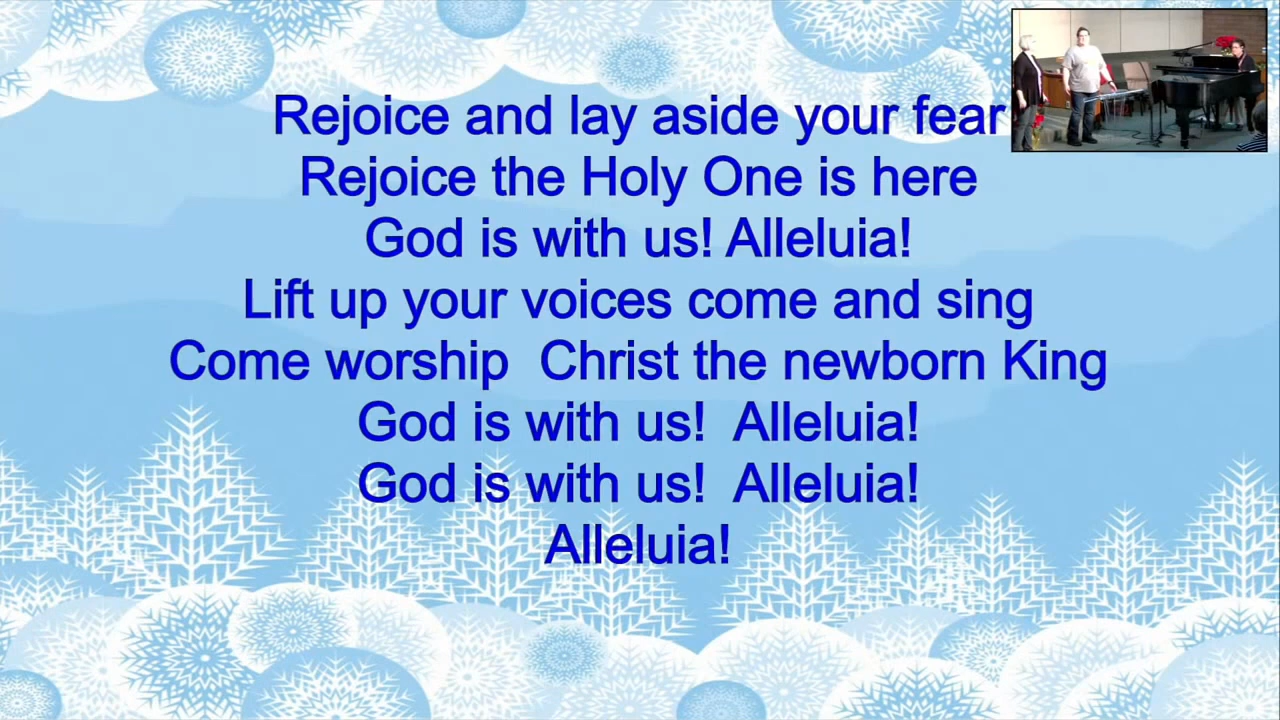 Rejoice and lay aside your fear
Rejoice the Holy One is here
God is with us! Alleluia!
Lift up your voices come and sing
Come worship  Christ the newborn King
God is with us!  Alleluia!
God is with us!  Alleluia!
Alleluia!